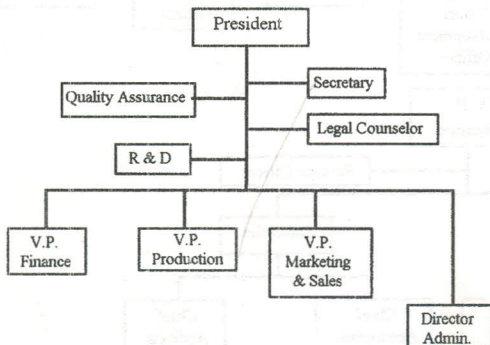 President
Secretary
Quality Assurance
Legal Counselor
R & D
V.P.
Finance
V.P.
Production
V.P.
Marketing
& Sales
Director
Admin.